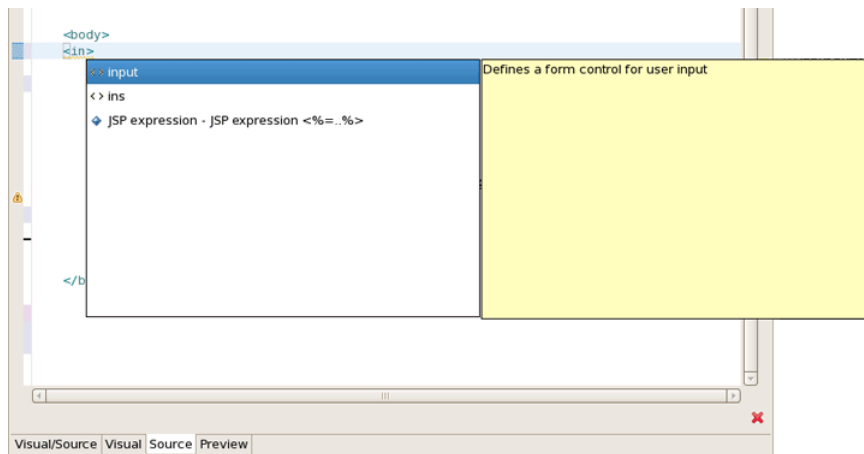 <body>
<in>
<> input
Defines a form control for user input
<> ins
JSP expression - JSP expression <%=..%>
</b
Visual/Source Visual Source Preview